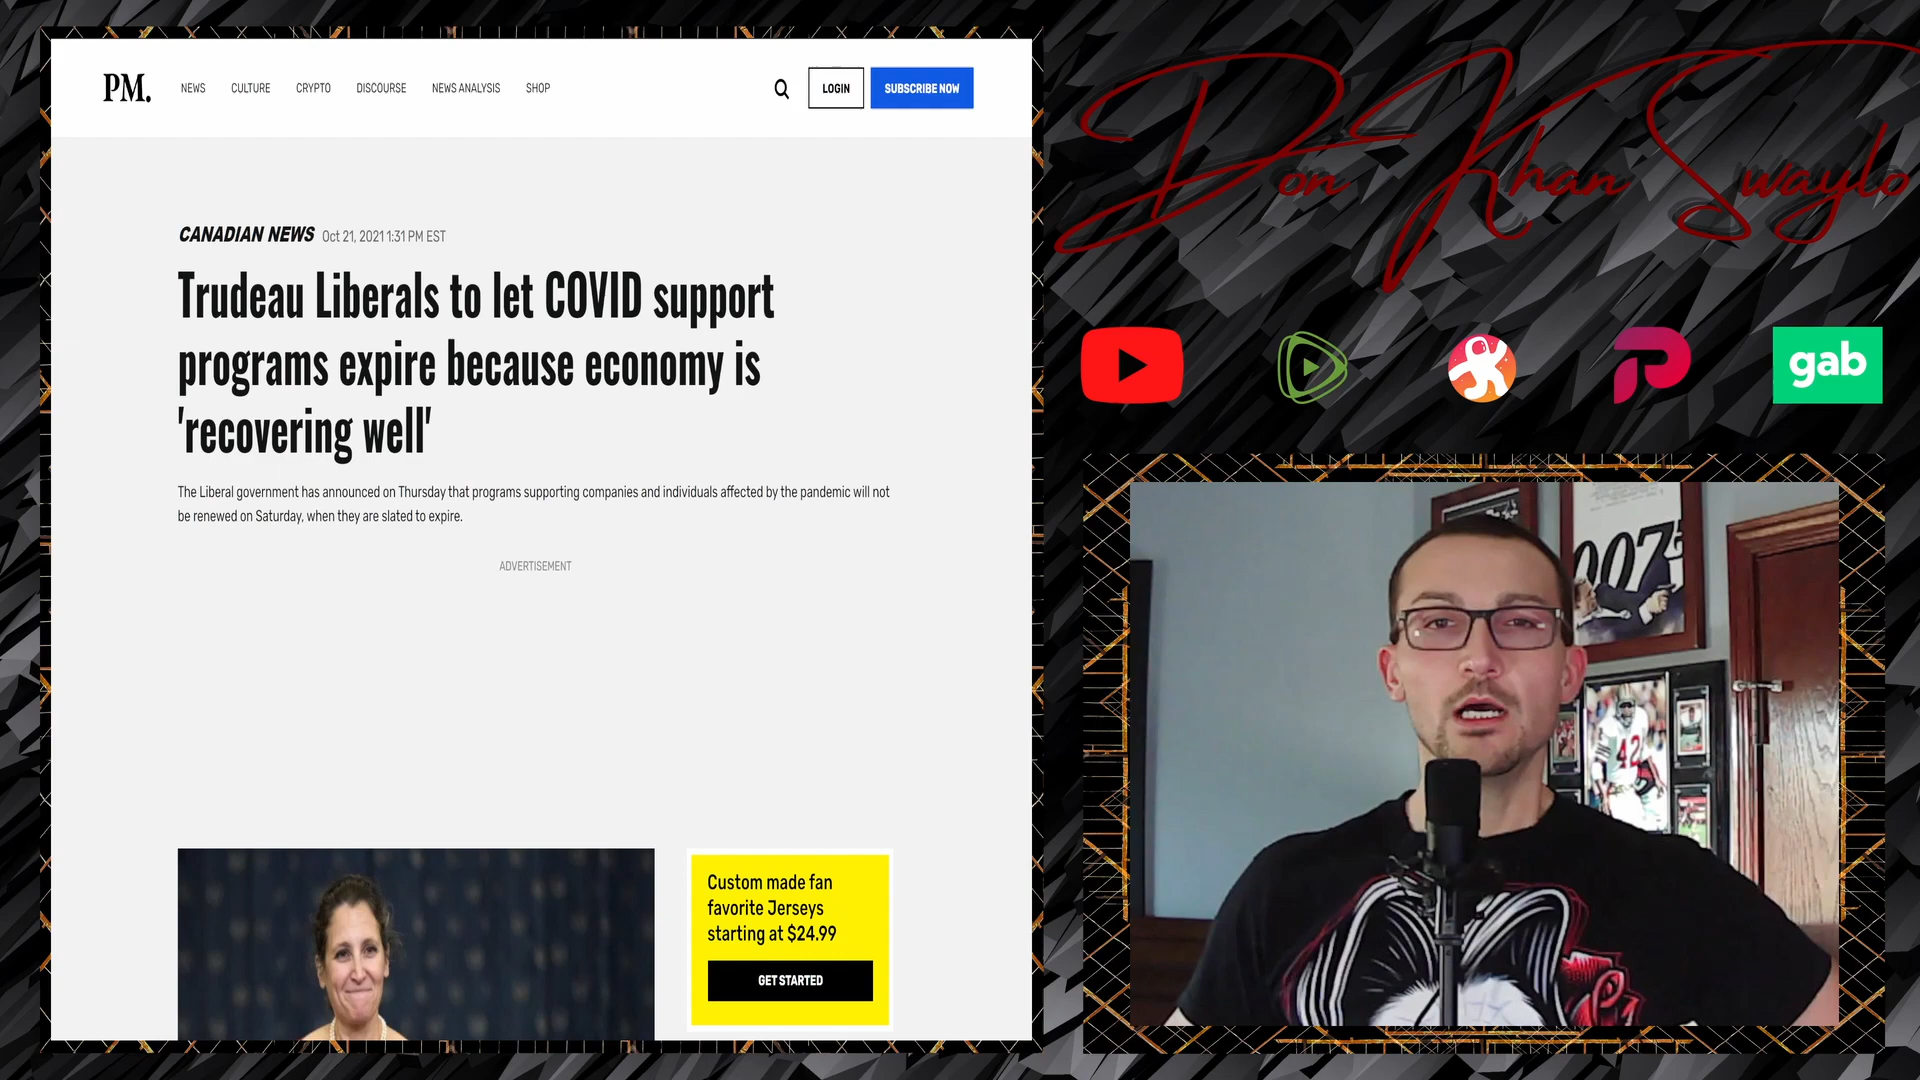 PM.
NEWS
CULTURE
CRYPTO
DISCOURSE
NEWS ANALYSIS
SHOP
LOGIN
SUBSCRIBE NOW
CANADIAN NEWS Oct 21, 2021 1:31 PM EST
Trudeau Liberals to let COVID support
programs expire because economy is
'recovering well'
The Liberal government has announced on Thursday that programs supporting companies and individuals affected by the pandemic will not
be renewed on Saturday, when they are slated to expire.
ADVERTISEMENT
Custom made fan
favorite Jerseys
starting at $24.99
GET STARTED
Don Khan Swaylo
gab
007
42